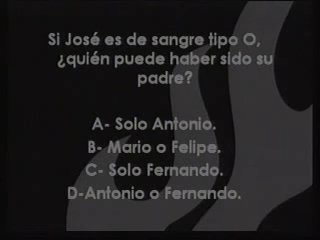 Si José es de sangre tipo O,
¿quién puede haber sido su
padre?
A- Solo Antonio.
B- Mario o Felipe.
C- Solo Fernando.
D-Antonio o Fernando.